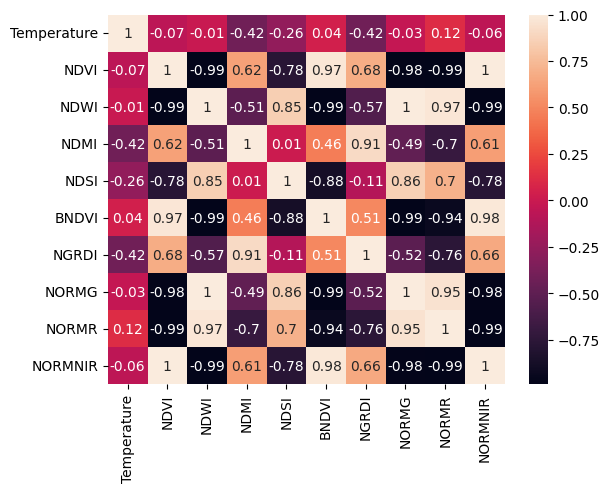 Temperature 1 -0.07 -0.01 -0.42 -0.26 0.04 -0.42 -0.03 0.12 -0.06
NDVI -0.07 1 -0.99 0.62 -0.78 0.97 0.68 -0.98 -0.99 1
NDWI -0.01 -0.99 1 -0.51 0.85 -0.99 -0.57 1 0.97 -0.99
NDMI -0.42 0.62 -0.51 1 0.01 0.46 0.91 -0.49 -0.7 0.61
NDSI -0.26 -0.78 0.85 0.01 1 -0.88 -0.11 0.86 0.7 -0.78
BNDVI 0.04 0.97 -0.99 0.46 -0.88 1 0.51 -0.99 -0.94 0.98
NGRDI -0.42 0.68 -0.57 0.91 -0.11 0.51 1 -0.52 -0.76 0.66
NORMG -0.03 -0.98 1 -0.49 0.86 -0.99 -0.52 1 0.95 -0.98
NORMR 0.12 -0.99 0.97 -0.7 0.7 -0.94 -0.76 0.95 1 -0.99
NORMNIR -0.06 1 -0.99 0.61 -0.78 0.98 0.66 -0.98 -0.99 1
Temperature NDVI NDWI NDMI NDSI BNDVI NGRDI NORMG NORMR NORMNIR
1.00
0.75
0.50
0.25
0.00
−0.25
−0.50
−0.75